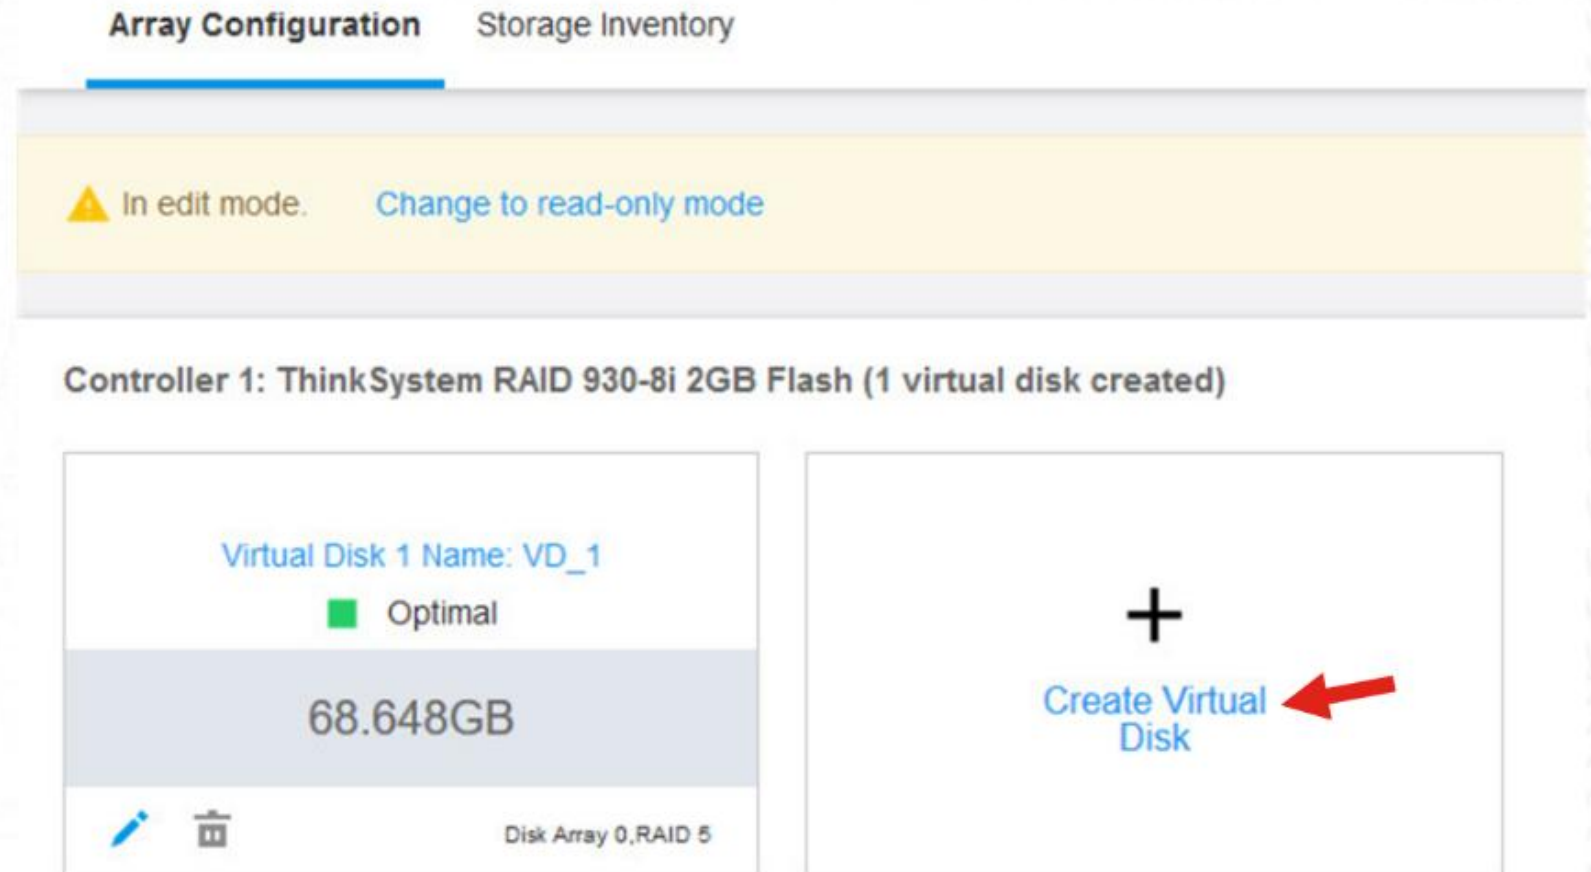 Array Configuration Storage Inventory
In edit mode. Change to read-only mode
Controller 1: ThinkSystem RAID 930-8i 2GB Flash (1 virtual disk created)
Virtual Disk 1 Name: VD_1
Optimal
68.648GB
Disk Array 0,RAID 5
Create Virtual
Disk